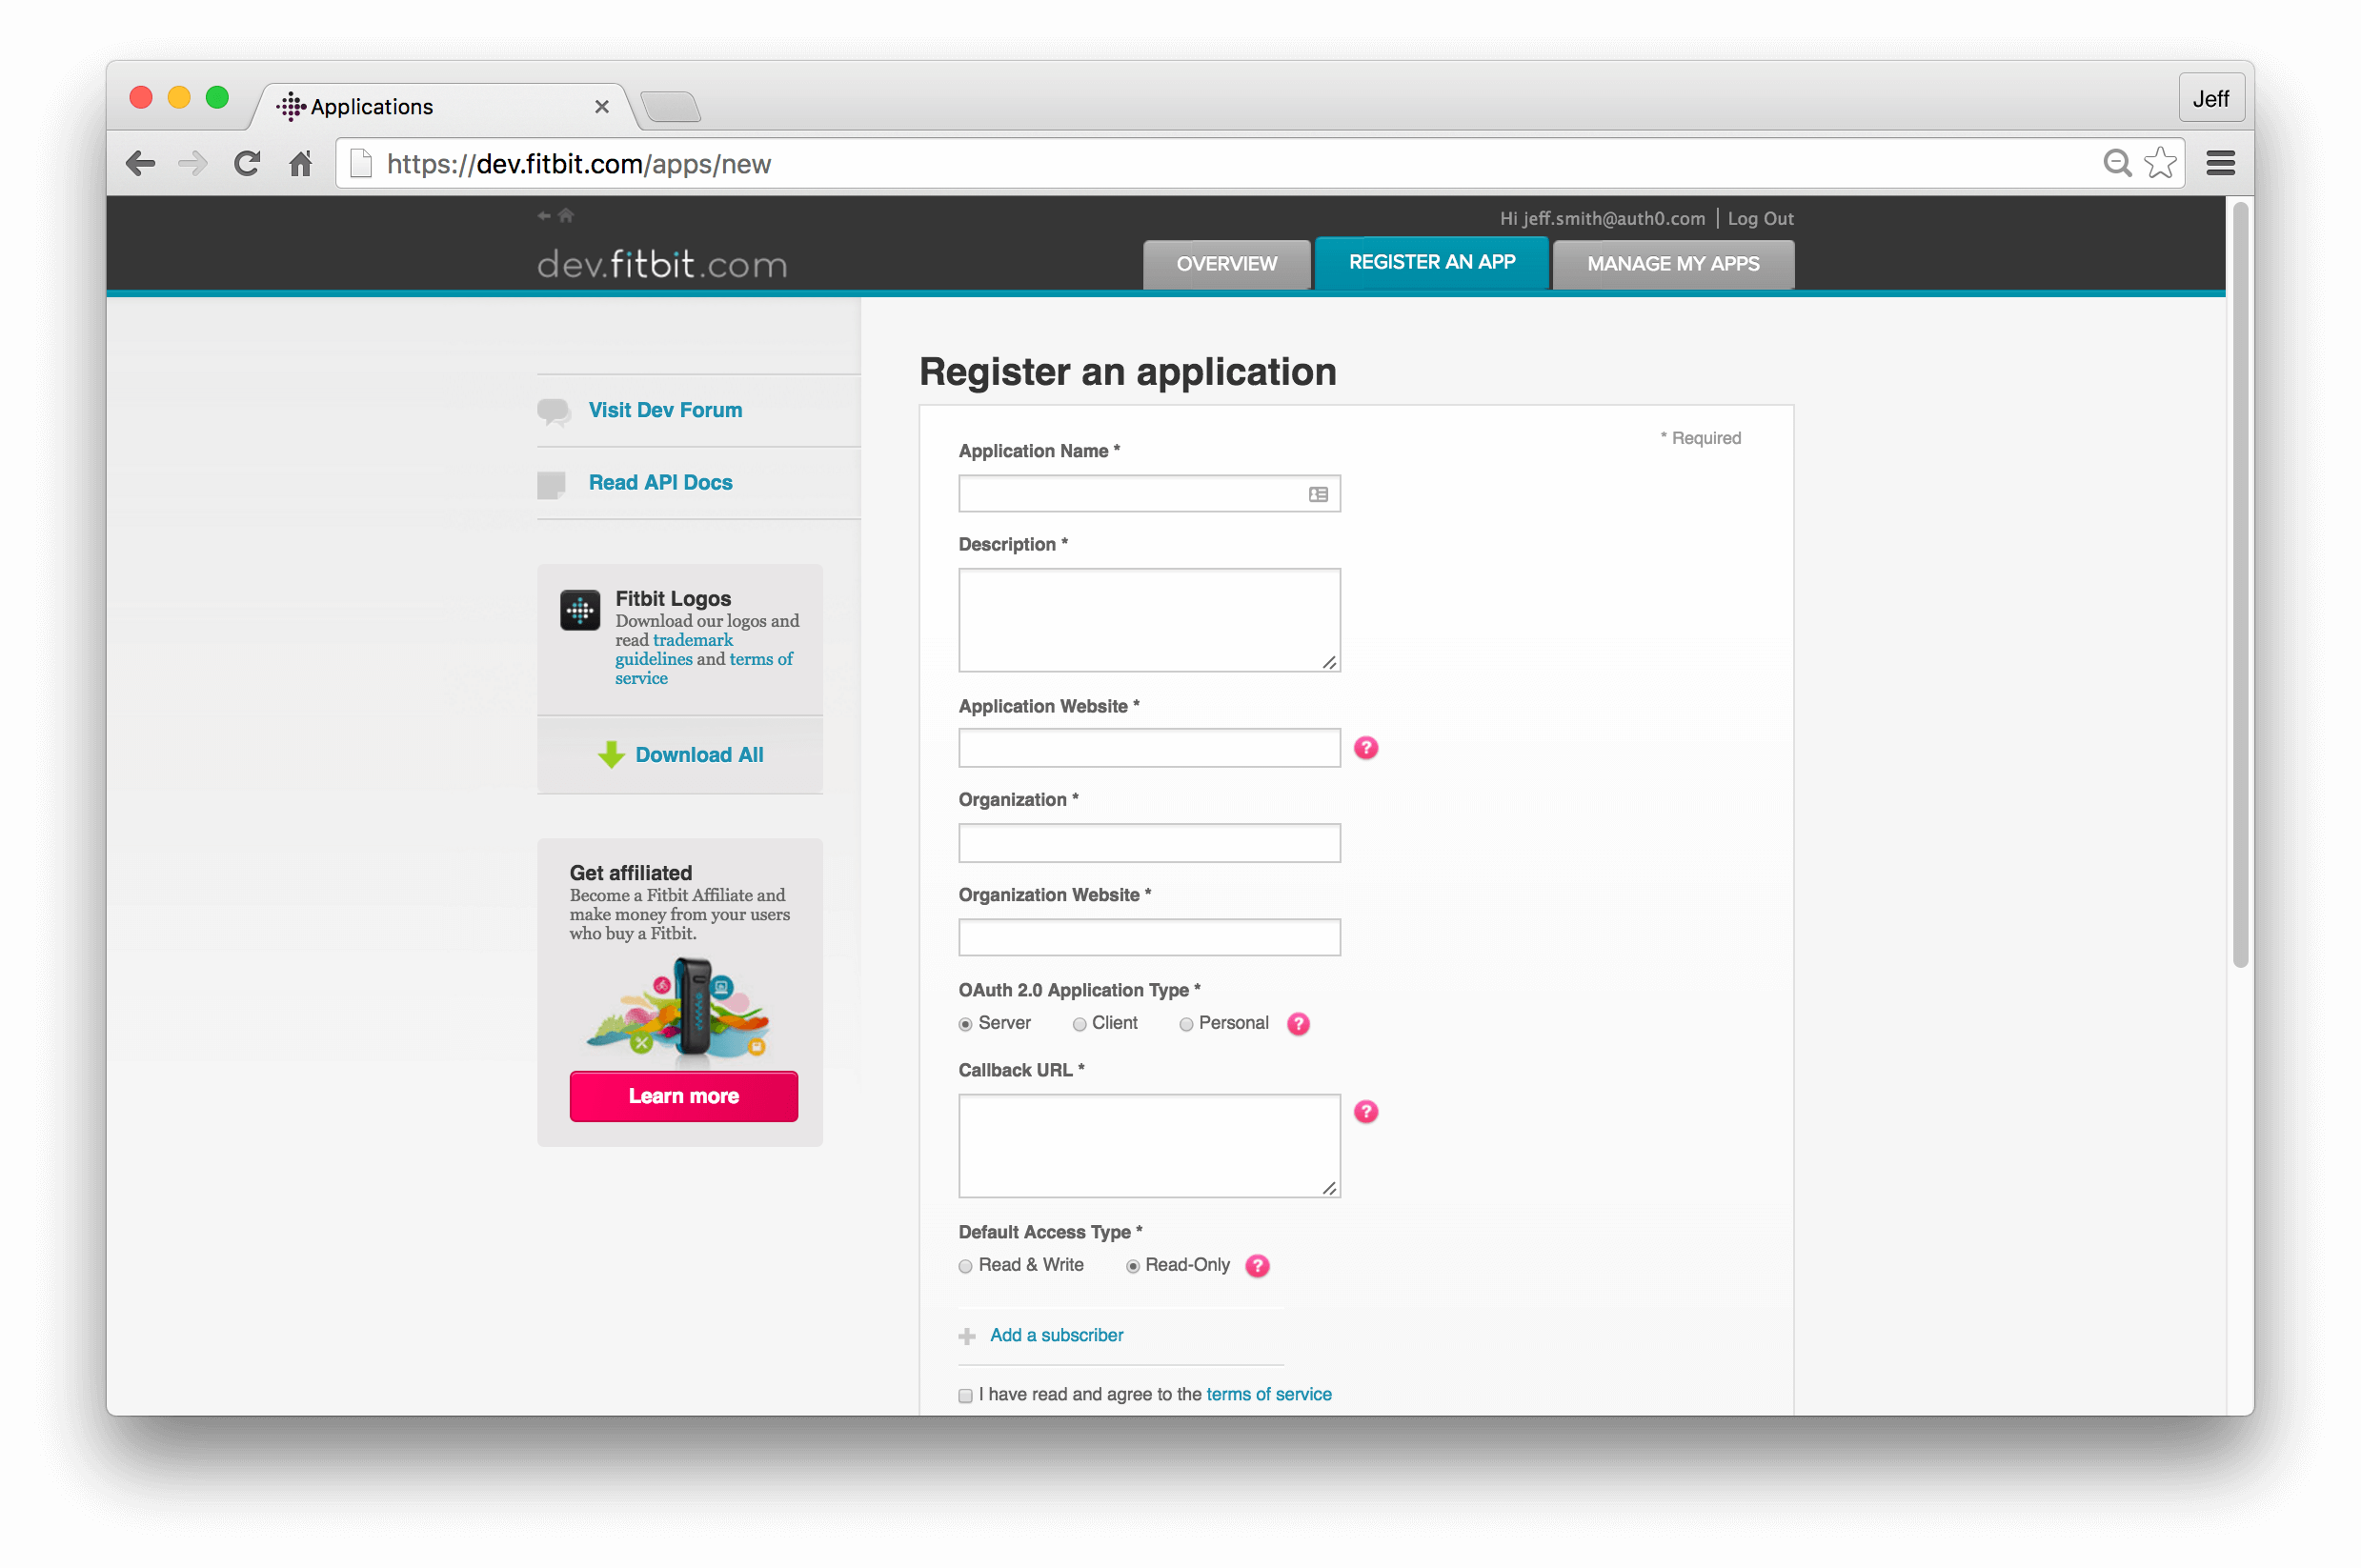 Applications
Jeff
https://dev.fitbit.com/apps/new
Hi jeff.smith@auth0.com | Log Out
dev.fitbit.com
OVERVIEW
REGISTER AN APP
MANAGE MY APPS
Visit Dev Forum
Read API Docs
Fitbit Logos
Download our logos and
read trademark
guidelines and terms of
service
Download All
Get affiliated
Become a Fitbit Affiliate and
make money from your users
who buy a Fitbit.
Learn more
Register an application
* Required
Application Name *
Description *
Application Website *
?
Organization *
Organization Website *
OAuth 2.0 Application Type *
Server Client Personal ?
Callback URL *
?
Default Access Type *
Read & Write Read-Only ?
Add a subscriber
I have read and agree to the terms of service